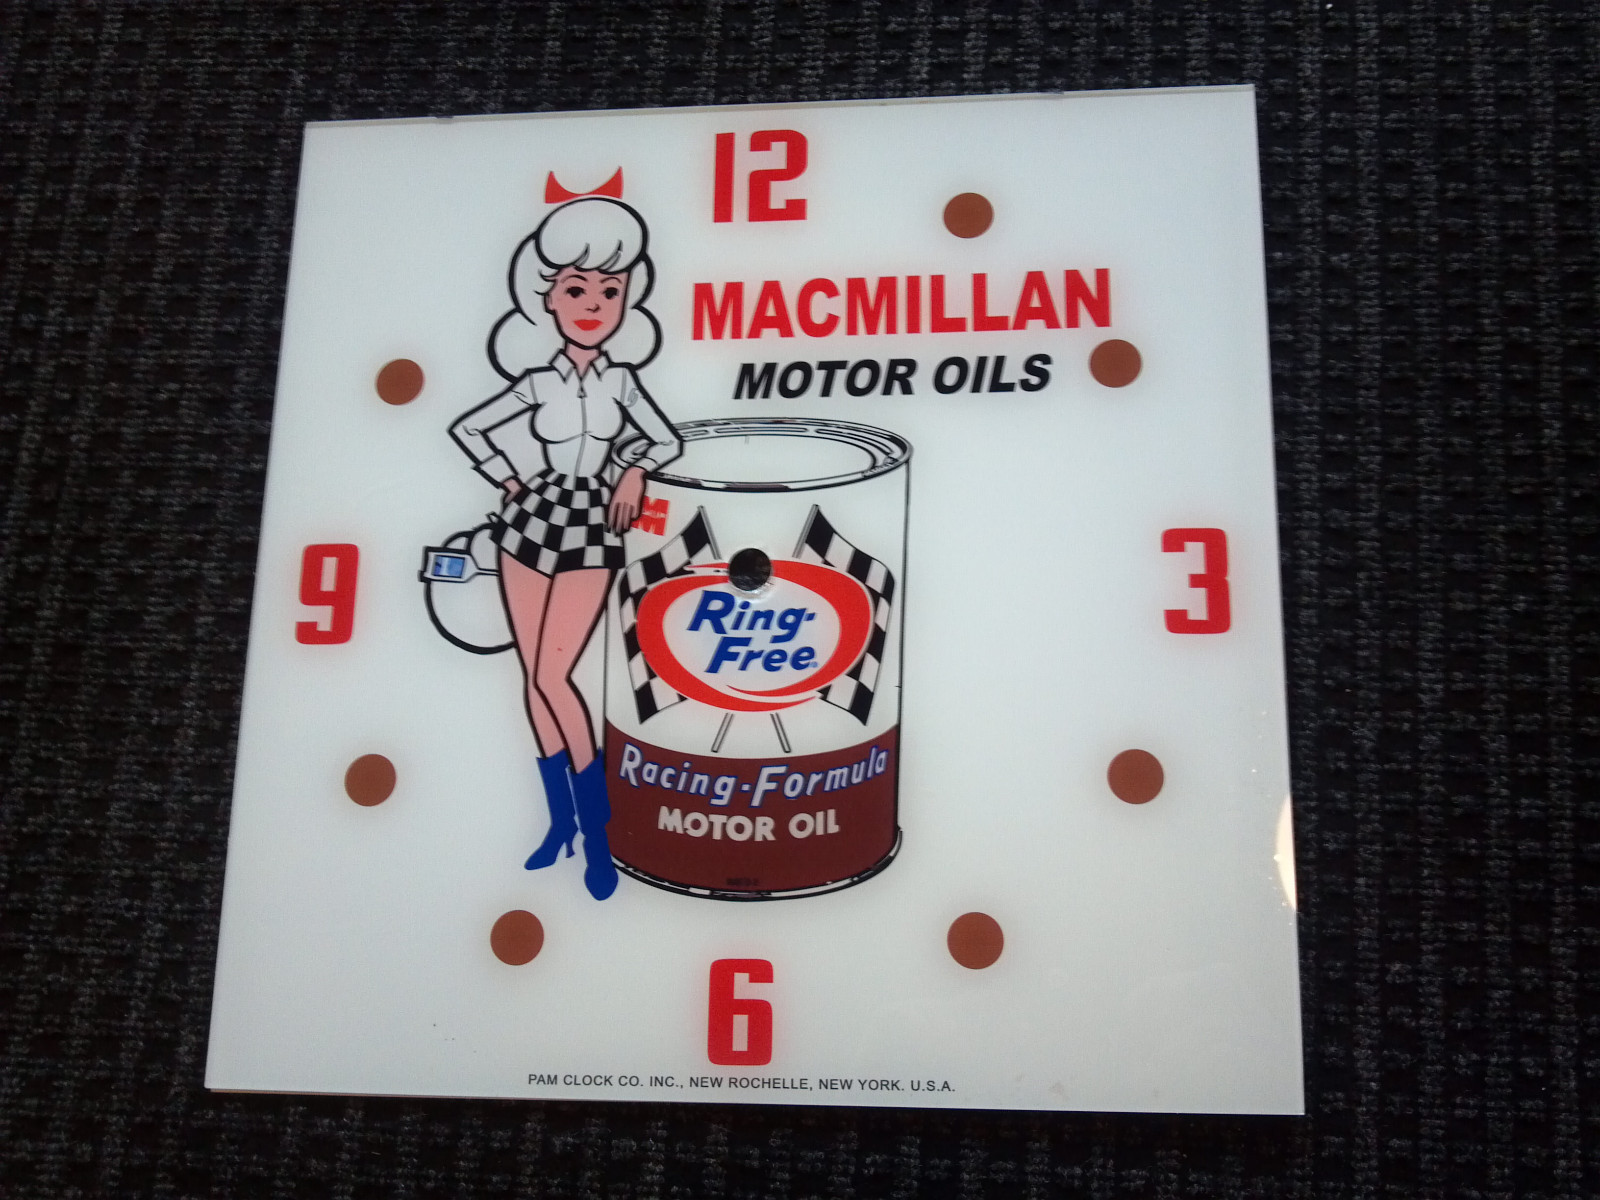 12
MACMILLAN
MOTOR OILS
9
3
M
Ring-
Free®
Racing-Formula
MOTOR OIL
6
PAM CLOCK CO. INC., NEW ROCHELLE, NEW YORK. U.S.A.